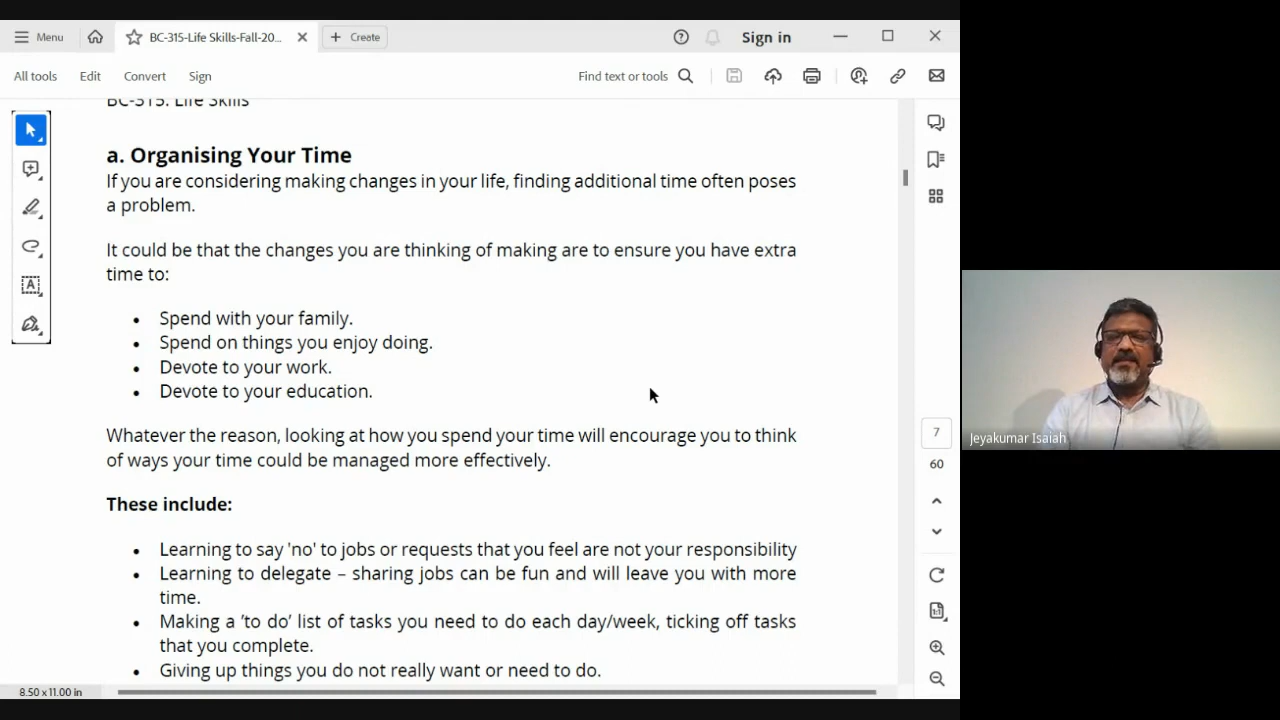 Menu
BC-315-Life Skills-Fall-20...
Create
Sign in
All tools
Edit
Convert
Sign
Find text or tools
BC-315: Life Skills
a. Organising Your Time
If you are considering making changes in your life, finding additional time often poses
a problem.
It could be that the changes you are thinking of making are to ensure you have extra
time to:
• Spend with your family.
• Spend on things you enjoy doing.
• Devote to your work.
• Devote to your education.
Whatever the reason, looking at how you spend your time will encourage you to think
of ways your time could be managed more effectively.
These include:
• Learning to say 'no' to jobs or requests that you feel are not your responsibility
• Learning to delegate – sharing jobs can be fun and will leave you with more
time.
• Making a 'to do' list of tasks you need to do each day/week, ticking off tasks
that you complete.
• Giving up things you do not really want or need to do.
7
60
1:1
8.50 x 11.00 in
Jeyakumar Isaiah